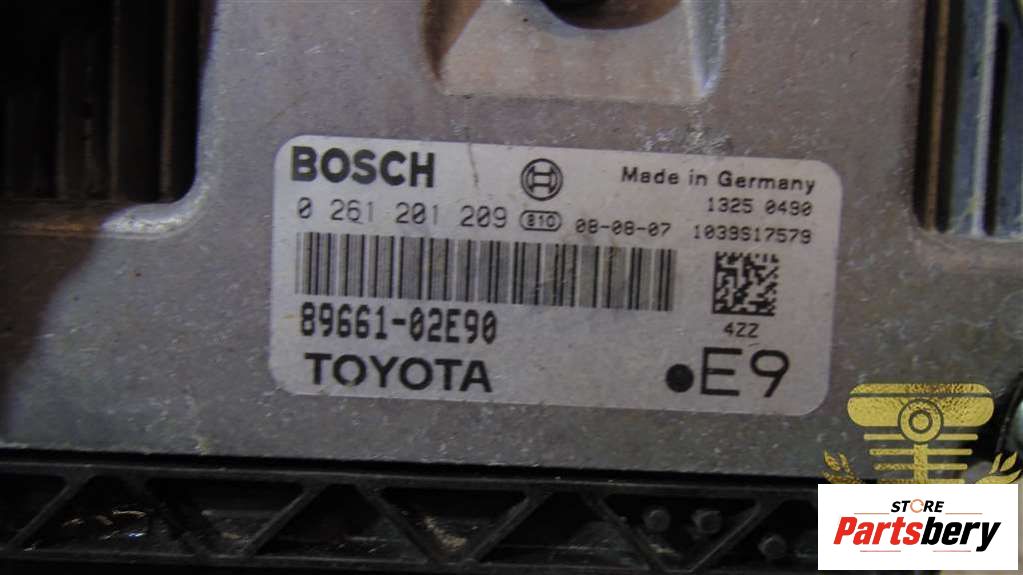 BOSCH
Made in Germany
0 261 201 209 B10 08-08-07
1325 0490
1039S17579
89661-02E90
4ZZ
TOYOTA
•E9
STORE
Partsbery